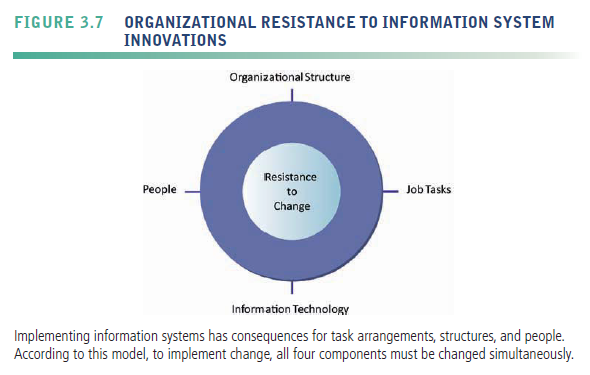 FIGURE 3.7 ORGANIZATIONAL RESISTANCE TO INFORMATION SYSTEM
INNOVATIONS
Organizational Structure
People
Resistance
to
Change
Job Tasks
Information Technology
Implementing information systems has consequences for task arrangements, structures, and people.
According to this model, to implement change, all four components must be changed simultaneously.